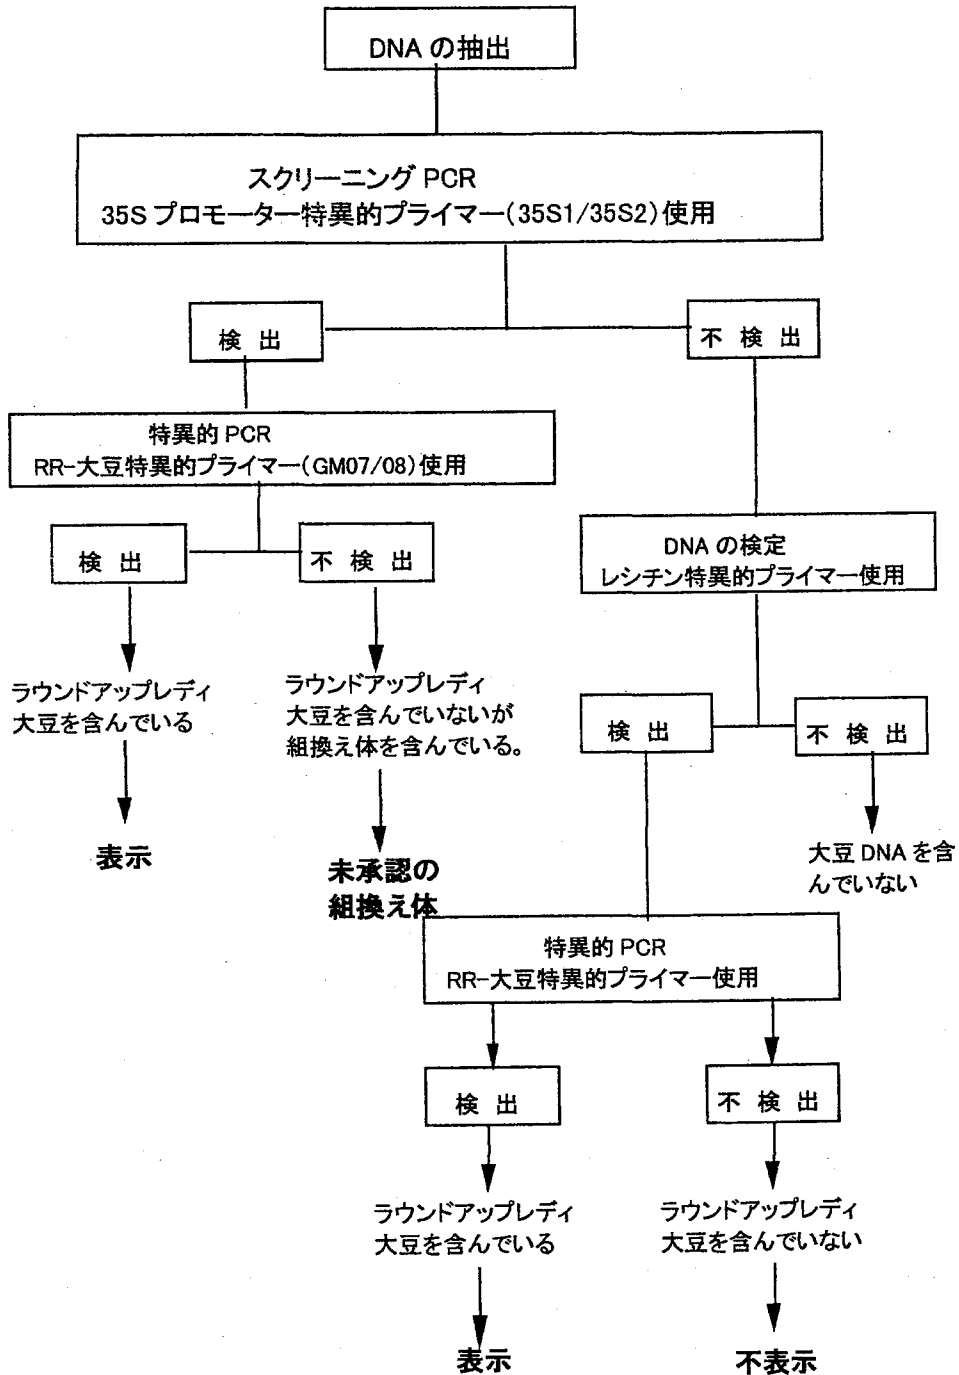 DNA の抽出
スクリーニング PCR
35S プロモーター特異的プライマー(35S1/35S2)使用
検 出
不 検 出
特異的 PCR
RR-大豆特異的プライマー(GM07/08)使用
検 出
不 検 出
DNA の検定
レシチン特異的プライマー使用
ラウンドアップレディ
大豆を含んでいる
ラウンドアップレディ
大豆を含んでいないが
組換え体を含んでいる。
検 出
不 検 出
表示
未承認の
組換え体
大豆 DNA を含
んでいない
特異的 PCR
RR-大豆特異的プライマー使用
検 出
不 検 出
ラウンドアップレディ
大豆を含んでいる
ラウンドアップレディ
大豆を含んでいない
表示
不表示